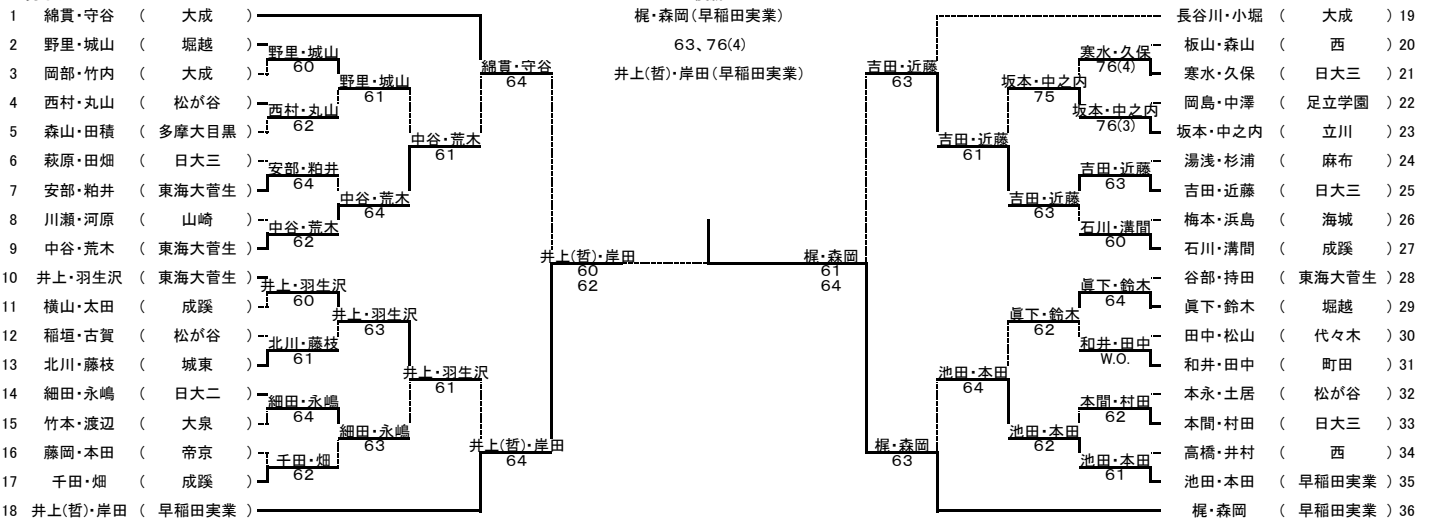 梶・森岡(早稲田実業)
63、76(4)
井上(哲)・岸田(早稲田実業)
1 綿貫・守谷 ( 大成 )
2 野里・城山 ( 堀越 )
3 岡部・竹内 ( 大成 )
4 西村・丸山 ( 松が谷 )
5 森山・田積 ( 多摩大目黒 )
6 萩原・田畑 ( 日大三 )
7 安部・粕井 ( 東海大菅生 )
8 川瀬・河原 ( 山崎 )
9 中谷・荒木 ( 東海大菅生 )
10 井上・羽生沢 ( 東海大菅生 )
11 横山・太田 ( 成蹊 )
12 稲垣・古賀 ( 松が谷 )
13 北川・藤枝 ( 城東 )
14 細田・永嶋 ( 日大二 )
15 竹本・渡辺 ( 大泉 )
16 藤岡・本田 ( 帝京 )
17 千田・畑 ( 成蹊 )
18 井上(哲)・岸田 ( 早稲田実業 )
野里・城山
60
西村・丸山
62
安部・粕井
64
中谷・荒木
62
井上・羽生沢
60
北川・藤枝
61
細田・永嶋
64
千田・畑
62
野里・城山
61
中谷・荒木
64
井上・羽生沢
63
細田・永嶋
63
中谷・荒木
61
井上・羽生沢
61
綿貫・守谷
64
井上(哲)・岸田
64
井上(哲)・岸田
60
62
梶・森岡
61
64
吉田・近藤
63
梶・森岡
63
吉田・近藤
61
池田・本田
64
坂本・中之内
75
吉田・近藤
63
眞下・鈴木
62
池田・本田
62
寒水・久保
76(4)
坂本・中之内
76(3)
吉田・近藤
63
石川・溝間
60
眞下・鈴木
64
和井・田中
W.O.
本間・村田
62
池田・本田
61
長谷川・小堀 ( 大成 ) 19
板山・森山 ( 西 ) 20
寒水・久保 ( 日大三 ) 21
岡島・中澤 ( 足立学園 ) 22
坂本・中之内 ( 立川 ) 23
湯浅・杉浦 ( 麻布 ) 24
吉田・近藤 ( 日大三 ) 25
梅本・浜島 ( 海城 ) 26
石川・溝間 ( 成蹊 ) 27
谷部・持田 ( 東海大菅生 ) 28
眞下・鈴木 ( 堀越 ) 29
田中・松山 ( 代々木 ) 30
和井・田中 ( 町田 ) 31
本永・土居 ( 松が谷 ) 32
本間・村田 ( 日大三 ) 33
高橋・井村 ( 西 ) 34
池田・本田 ( 早稲田実業 ) 35
梶・森岡 ( 早稲田実業 ) 36